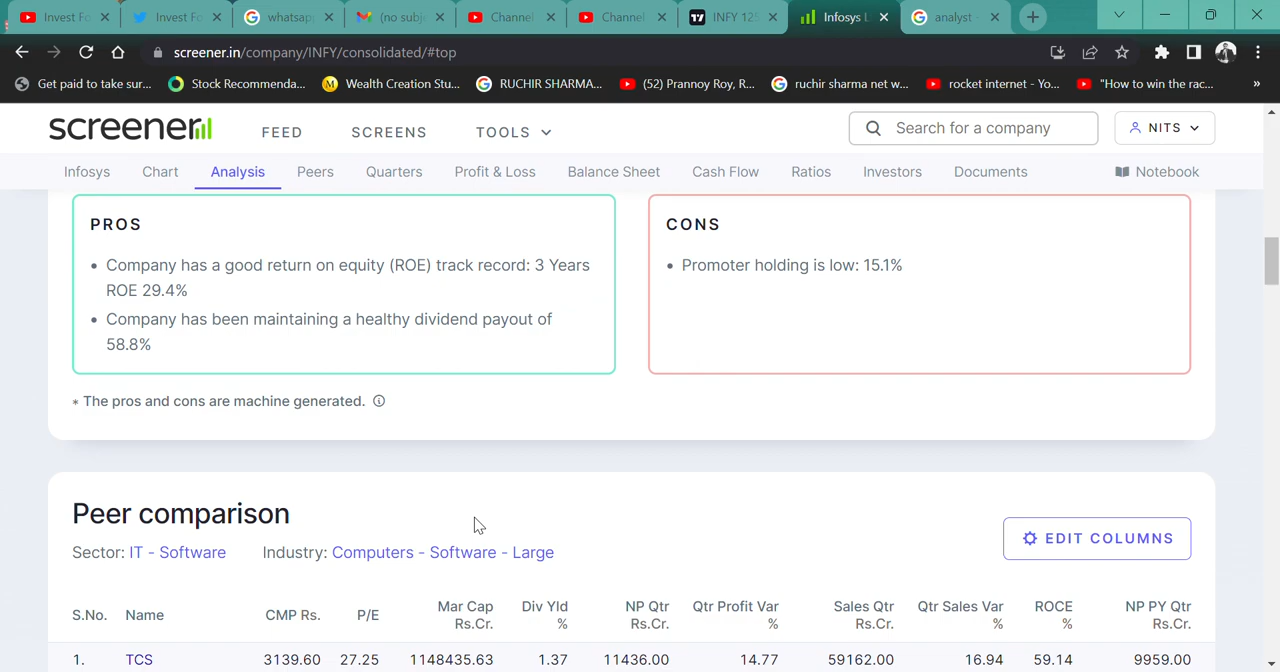 Invest Fo
Invest Fo
whatsap
(no subj
Channel
Channel
INFY 125
Infosys L
analyst -
screener.in/company/INFY/consolidated/#top
Get paid to take sur...
Stock Recommenda...
Wealth Creation Stu...
RUCHIR SHARMA...
(52) Prannoy Roy, R...
ruchir sharma net w...
rocket internet - Yo...
"How to win the rac...
»
screener
FEED
SCREENS
TOOLS
Search for a company
NITS
Infosys
Chart
Analysis
Peers
Quarters
Profit & Loss
Balance Sheet
Cash Flow
Ratios
Investors
Documents
Notebook
PROS
• Company has a good return on equity (ROE) track record: 3 Years
ROE 29.4%
• Company has been maintaining a healthy dividend payout of
58.8%
CONS
• Promoter holding is low: 15.1%
* The pros and cons are machine generated.
Peer comparison
Sector: IT - Software Industry: Computers - Software - Large
EDIT COLUMNS
S.No. Name CMP Rs. P/E Mar Cap Rs.Cr. Div Yld % NP Qtr Rs.Cr. Qtr Profit Var % Sales Qtr Rs.Cr. Qtr Sales Var % ROCE % NP PY Qtr Rs.Cr.
1. TCS 3139.60 27.25 1148435.63 1.37 11436.00 14.77 59162.00 16.94 59.14 9959.00